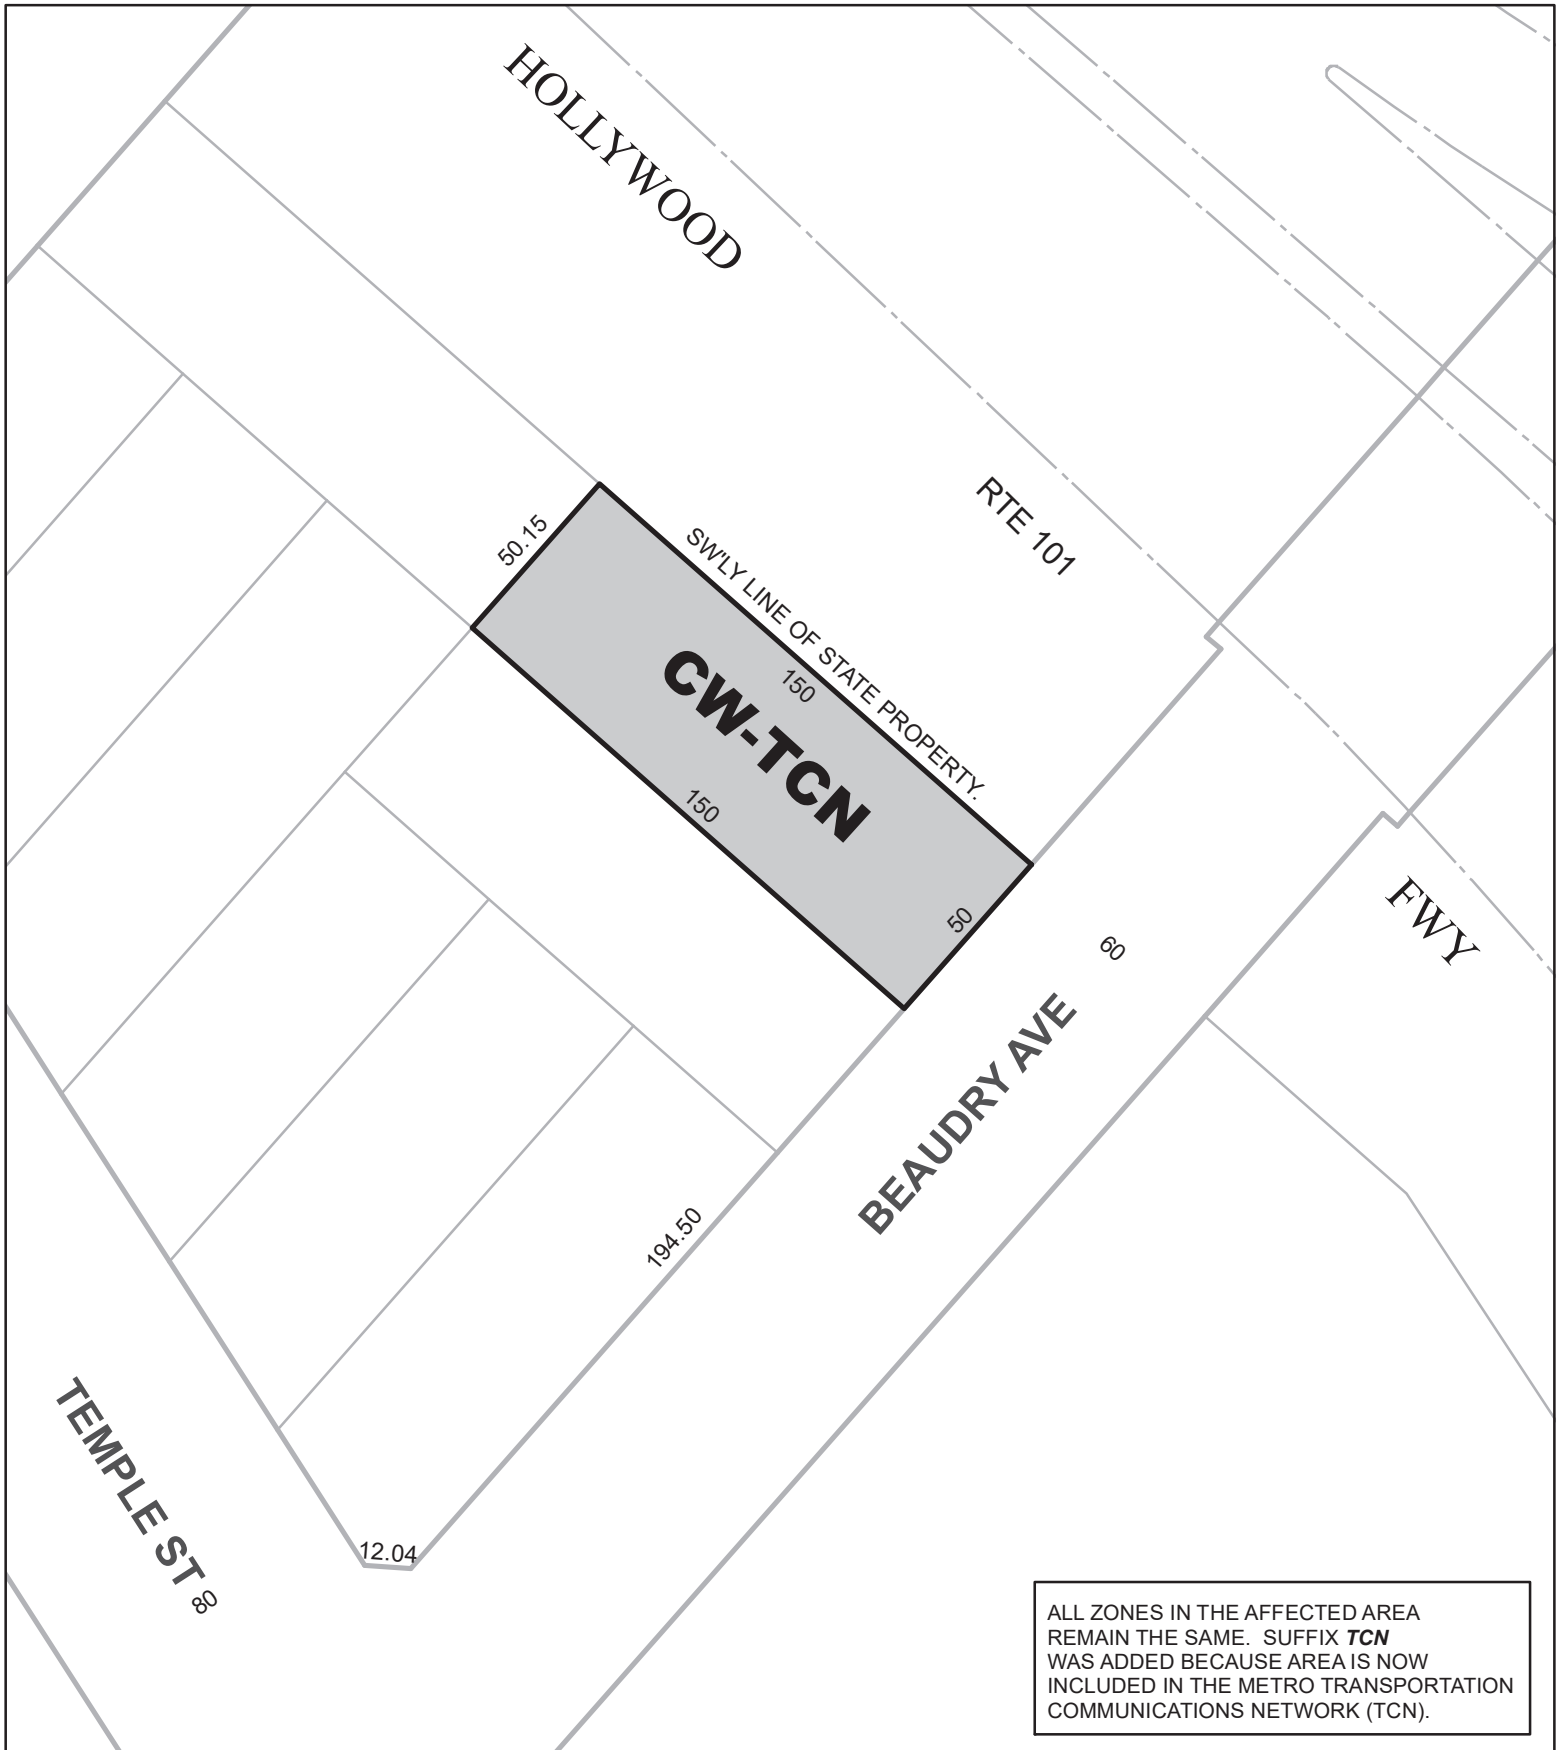 HOLLYWOOD
RTE 101
50.15
SW'LY LINE OF STATE PROPERTY.
150
CW-TCN
150
50
60
FWY
BEAUDRY AVE
194.50
TEMPLE ST
80
12.04
ALL ZONES IN THE AFFECTED AREA
REMAIN THE SAME. SUFFIX TCN
WAS ADDED BECAUSE AREA IS NOW
INCLUDED IN THE METRO TRANSPORTATION
COMMUNICATIONS NETWORK (TCN).